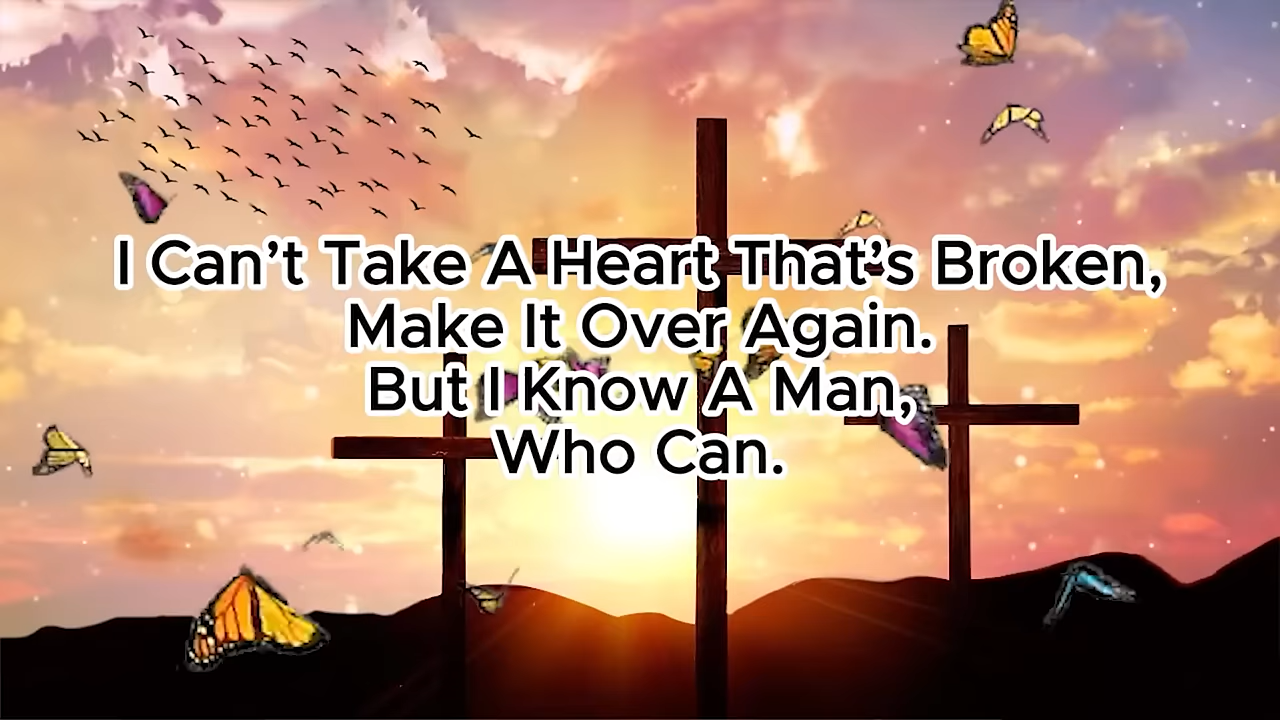 I Can’t Take A Heart That’s Broken,
Make It Over Again.
But I Know A Man,
Who Can.